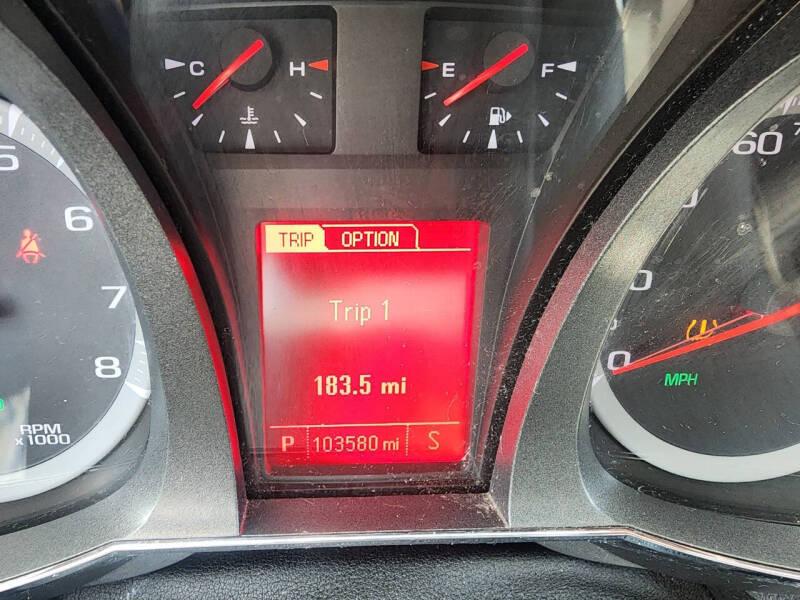 C H
E F
5
6
7
8
RPM
x1000
TRIP OPTION
Trip 1
183.5 mi
P 103580 mi S
60
0
MPH